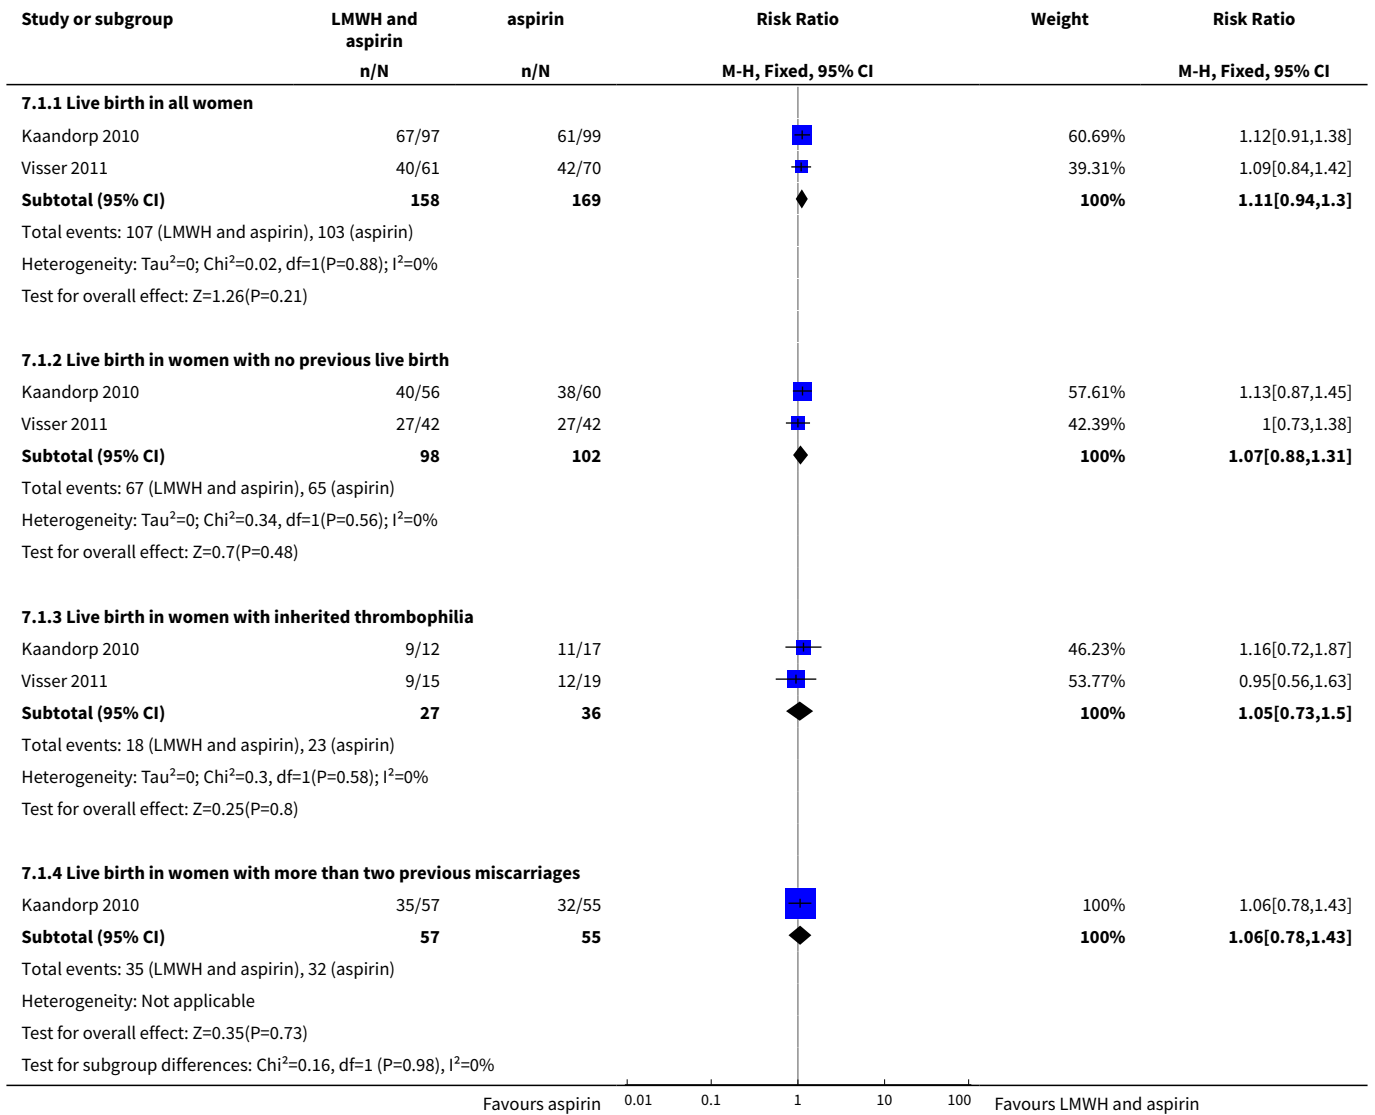 Study or subgroup LMWH and aspirin aspirin Risk Ratio Weight Risk Ratio
n/N n/N M-H, Fixed, 95% CI M-H, Fixed, 95% CI
7.1.1 Live birth in all women
Kaandorp 2010 67/97 61/99 60.69% 1.12[0.91,1.38]
Visser 2011 40/61 42/70 39.31% 1.09[0.84,1.42]
Subtotal (95% CI) 158 169 100% 1.11[0.94,1.3]
Total events: 107 (LMWH and aspirin), 103 (aspirin)
Heterogeneity: Tau²=0; Chi²=0.02, df=1(P=0.88); I²=0%
Test for overall effect: Z=1.26(P=0.21)
7.1.2 Live birth in women with no previous live birth
Kaandorp 2010 40/56 38/60 57.61% 1.13[0.87,1.45]
Visser 2011 27/42 27/42 42.39% 1[0.73,1.38]
Subtotal (95% CI) 98 102 100% 1.07[0.88,1.31]
Total events: 67 (LMWH and aspirin), 65 (aspirin)
Heterogeneity: Tau²=0; Chi²=0.34, df=1(P=0.56); I²=0%
Test for overall effect: Z=0.7(P=0.48)
7.1.3 Live birth in women with inherited thrombophilia
Kaandorp 2010 9/12 11/17 46.23% 1.16[0.72,1.87]
Visser 2011 9/15 12/19 53.77% 0.95[0.56,1.63]
Subtotal (95% CI) 27 36 100% 1.05[0.73,1.5]
Total events: 18 (LMWH and aspirin), 23 (aspirin)
Heterogeneity: Tau²=0; Chi²=0.3, df=1(P=0.58); I²=0%
Test for overall effect: Z=0.25(P=0.8)
7.1.4 Live birth in women with more than two previous miscarriages
Kaandorp 2010 35/57 32/55 100% 1.06[0.78,1.43]
Subtotal (95% CI) 57 55 100% 1.06[0.78,1.43]
Total events: 35 (LMWH and aspirin), 32 (aspirin)
Heterogeneity: Not applicable
Test for overall effect: Z=0.35(P=0.73)
Test for subgroup differences: Chi²=0.16, df=1 (P=0.98), I²=0%
Favours aspirin 0.01 0.1 1 10 100 Favours LMWH and aspirin